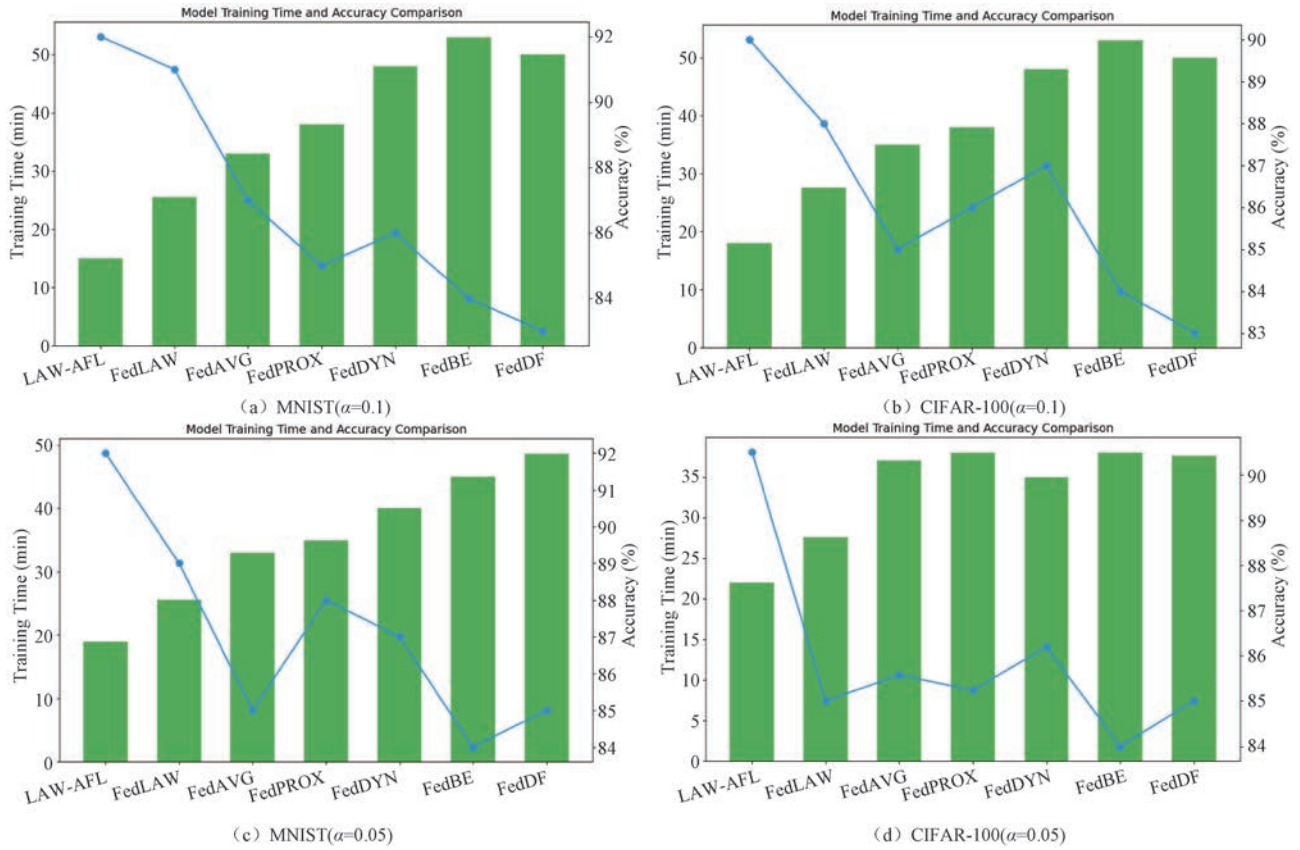 Model Training Time and Accuracy Comparison
50
40
30
20
10
0
Training Time (min)
92
90
88
86
84
Accuracy (%)
LAW-AFL FedLAW FedAVG FedPROX FedDYN FedBE FedDF
（a）MNIST(α=0.1)
Model Training Time and Accuracy Comparison
50
40
30
20
10
0
Training Time (min)
90
89
88
87
86
85
84
83
Accuracy (%)
LAW-AFL FedLAW FedAVG FedPROX FedDYN FedBE FedDF
（b）CIFAR-100(α=0.1)
Model Training Time and Accuracy Comparison
50
40
30
20
10
0
Training Time (min)
92
91
90
89
88
87
86
85
84
Accuracy (%)
LAW-AFL FedLAW FedAVG FedPROX FedDYN FedBE FedDF
（c）MNIST(α=0.05)
Model Training Time and Accuracy Comparison
35
30
25
20
15
10
5
0
Training Time (min)
90
89
88
87
86
85
84
Accuracy (%)
LAW-AFL FedLAW FedAVG FedPROX FedDYN FedBE FedDF
（d）CIFAR-100(α=0.05)